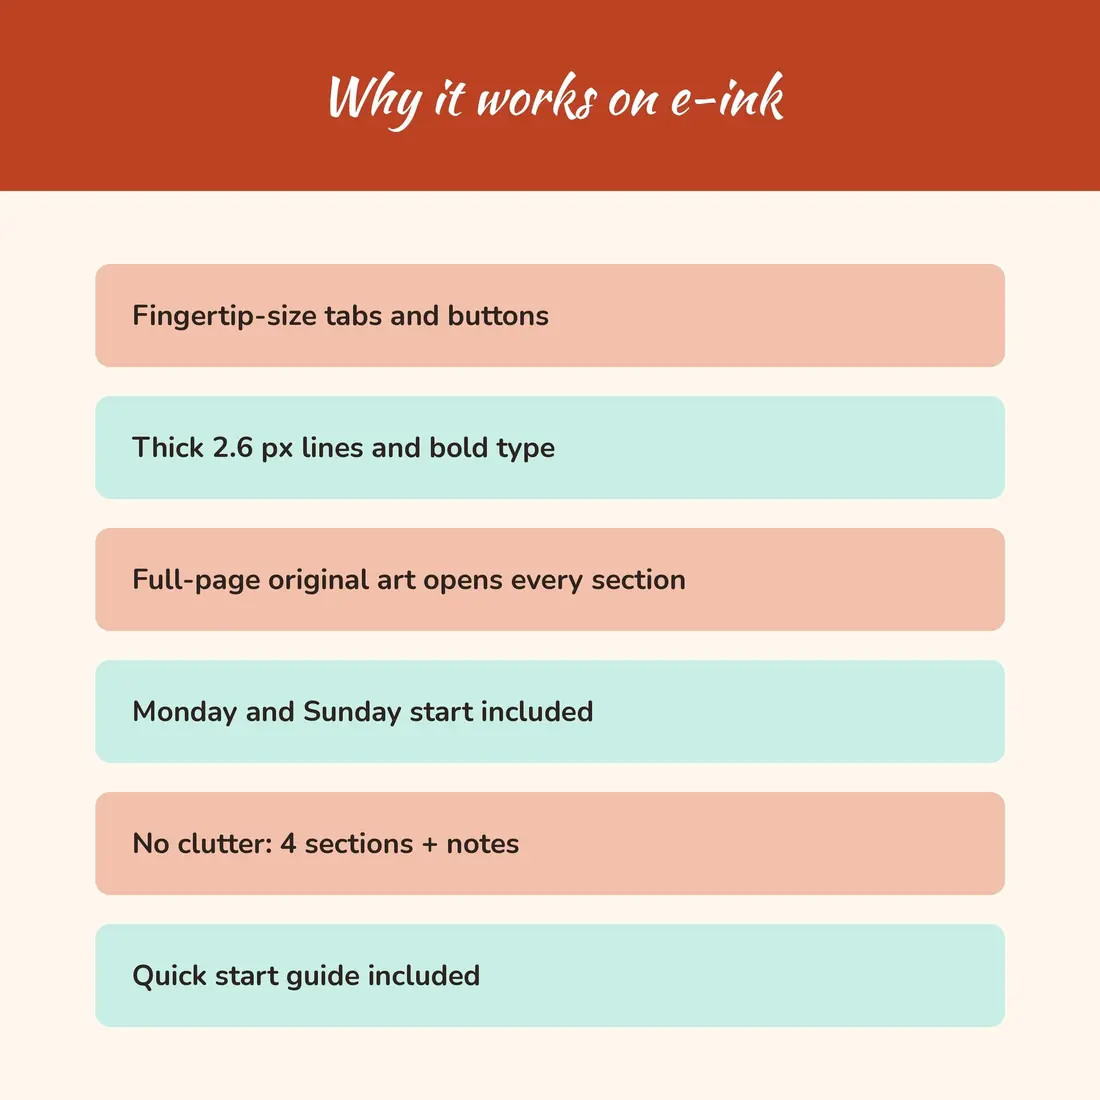 Why it works on e-ink
Fingertip-size tabs and buttons
Thick 2.6 px lines and bold type
Full-page original art opens every section
Monday and Sunday start included
No clutter: 4 sections + notes
Quick start guide included